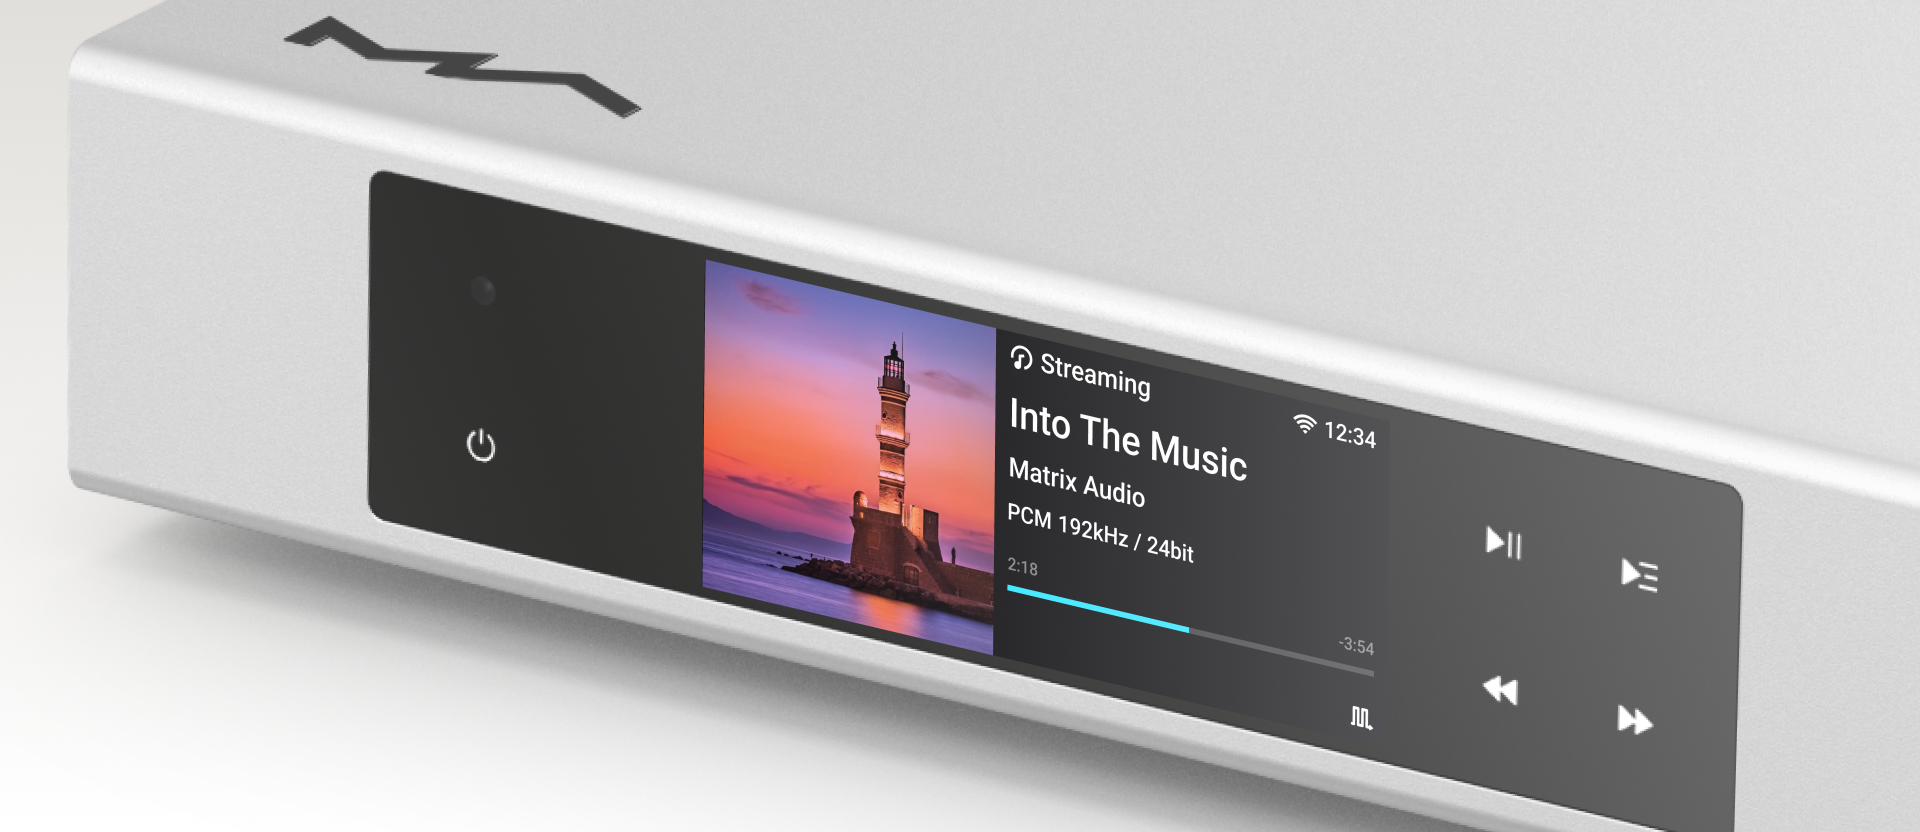 Streaming
12:34
Into The Music
Matrix Audio
PCM 192kHz / 24bit
2:18
-3:54